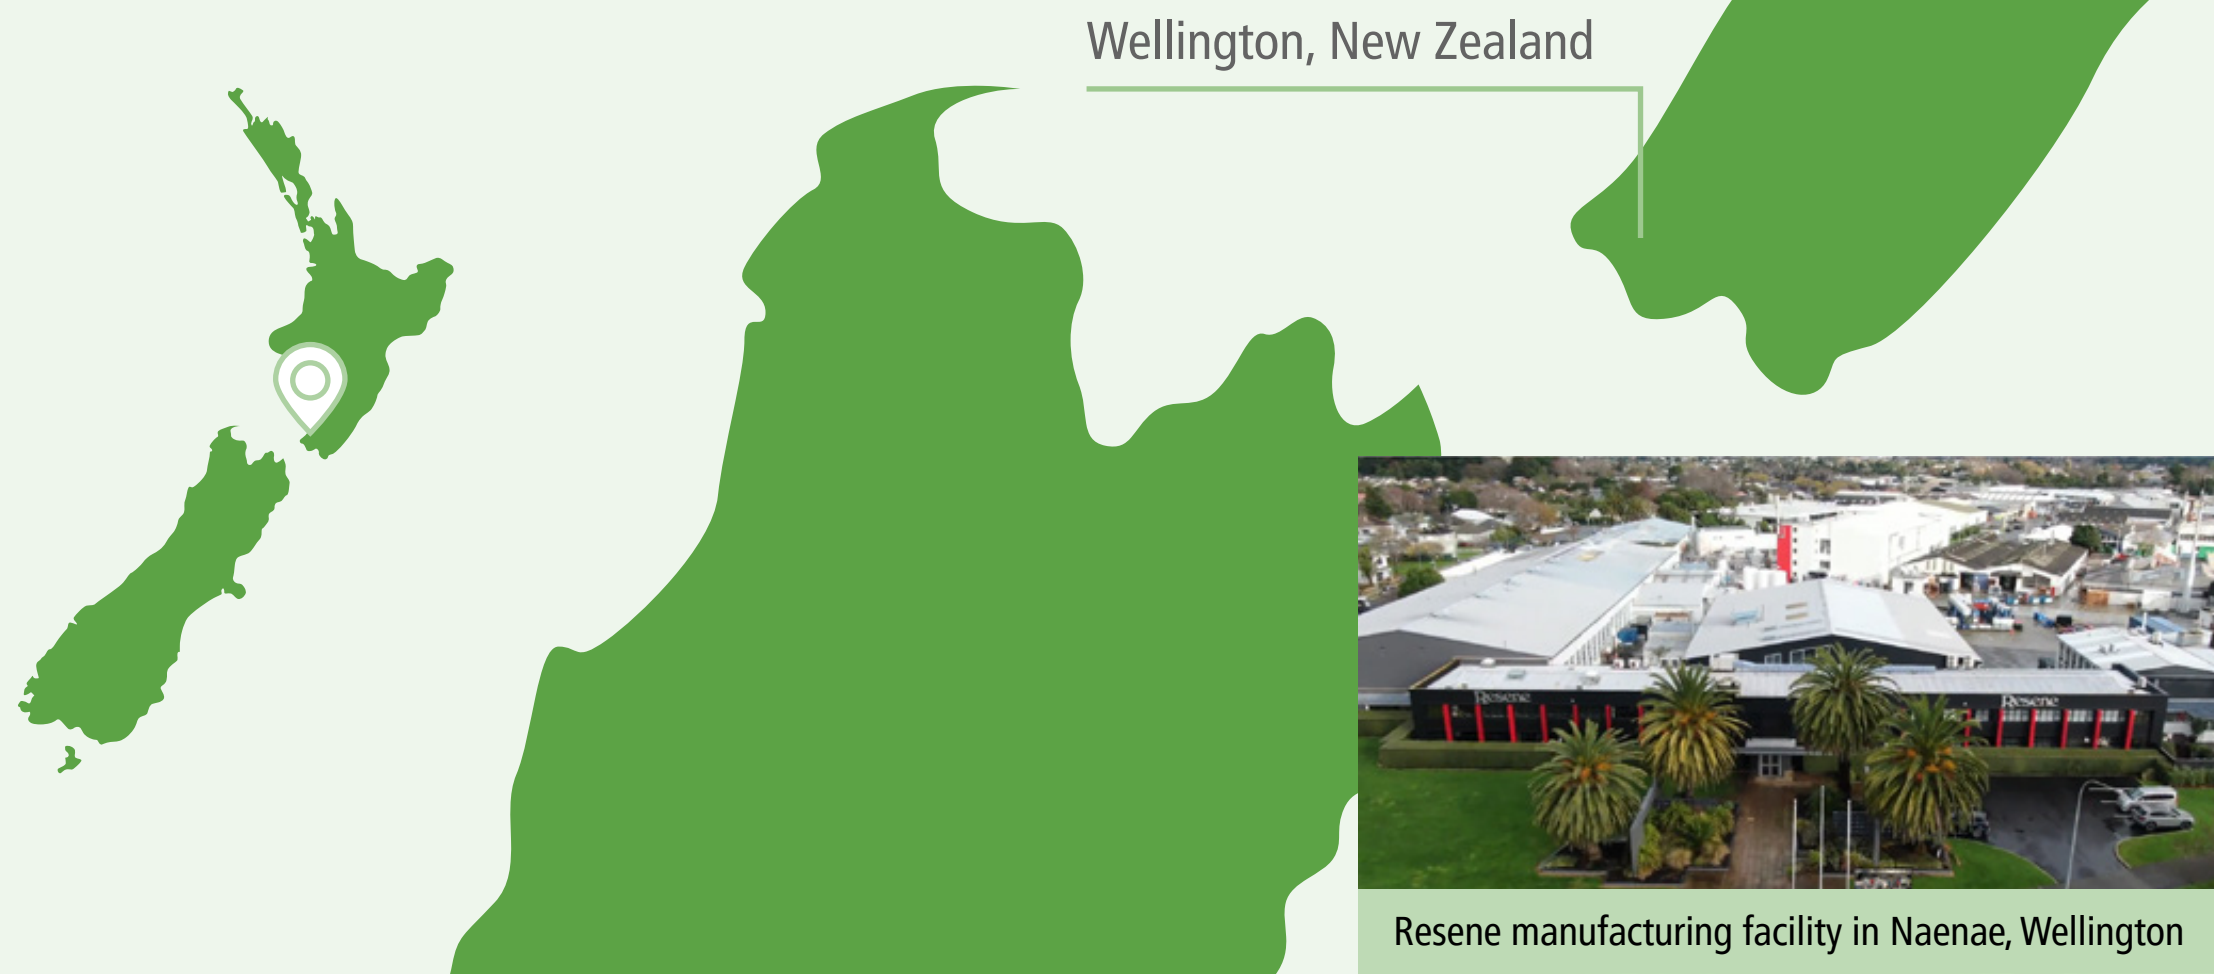 Wellington, New Zealand
Resene
Resene
Resene manufacturing facility in Naenae, Wellington